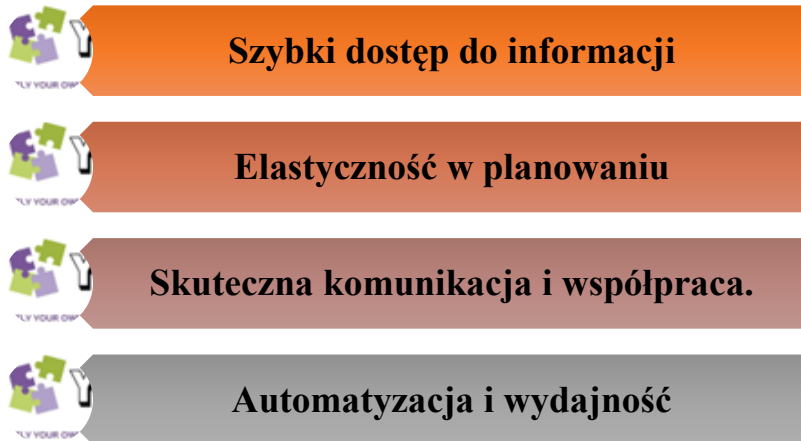 Szybki dostęp do informacji
Elastyczność w planowaniu
Skuteczna komunikacja i współpraca.
Automatyzacja i wydajność